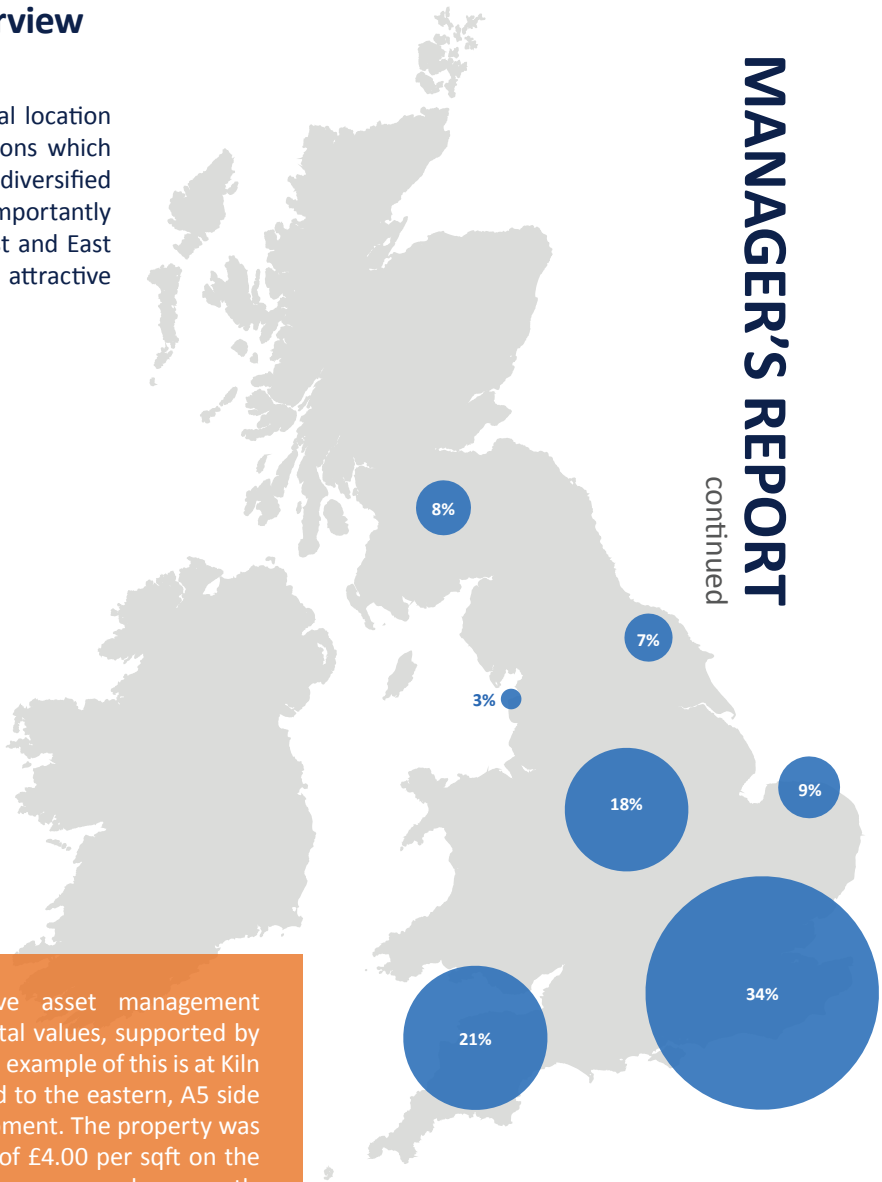 al location
ons which
diversified
mportantly
st and East
attractive
MANAGER'S REPORT
continued
8%
7%
3%
18%
9%
34%
21%
ve asset management
tal values, supported by
example of this is at Kiln
d to the eastern, A5 side
ment. The property was
of £4.00 per sqft on the